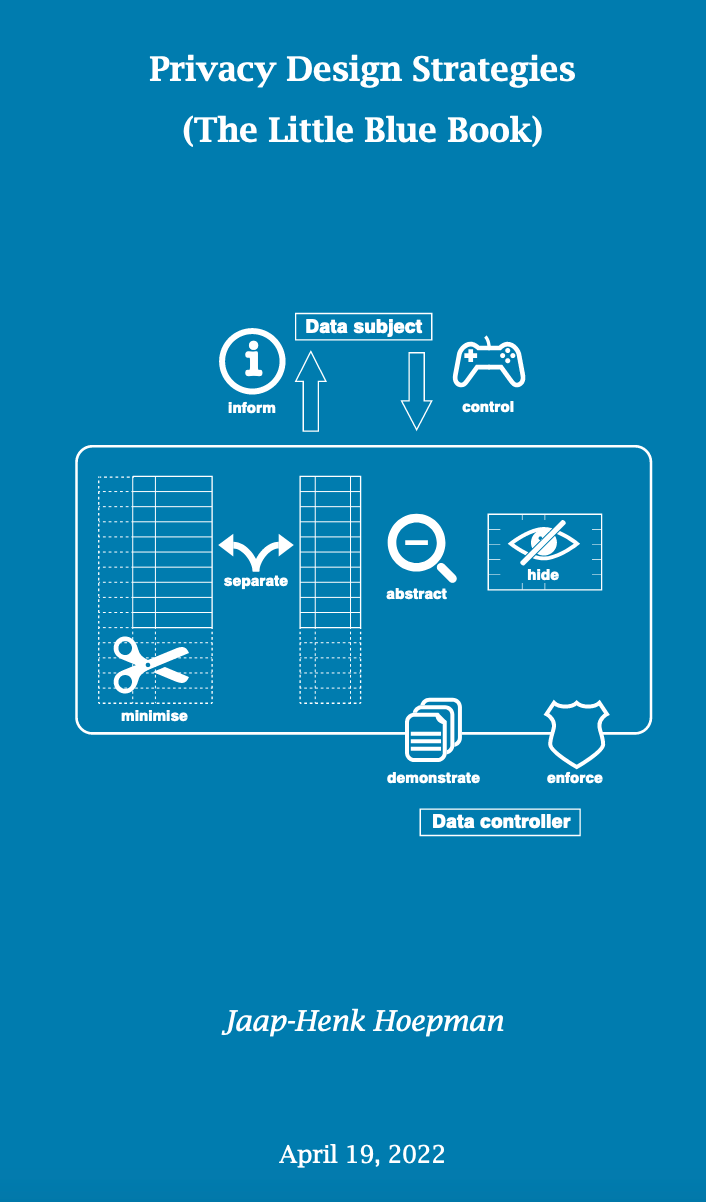 Privacy Design Strategies
(The Little Blue Book)
Data subject
inform
control
separate
abstract
hide
minimise
demonstrate
enforce
Data controller
Jaap-Henk Hoepman
April 19, 2022